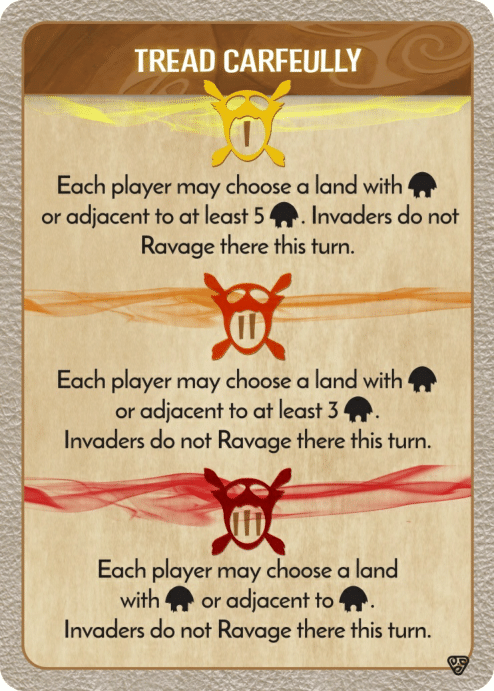 TREAD CARFEULLY
I
Each player may choose a land with
or adjacent to at least 5 . Invaders do not
Ravage there this turn.
II
Each player may choose a land with
or adjacent to at least 3 .
Invaders do not Ravage there this turn.
III
Each player may choose a land
with or adjacent to .
Invaders do not Ravage there this turn.